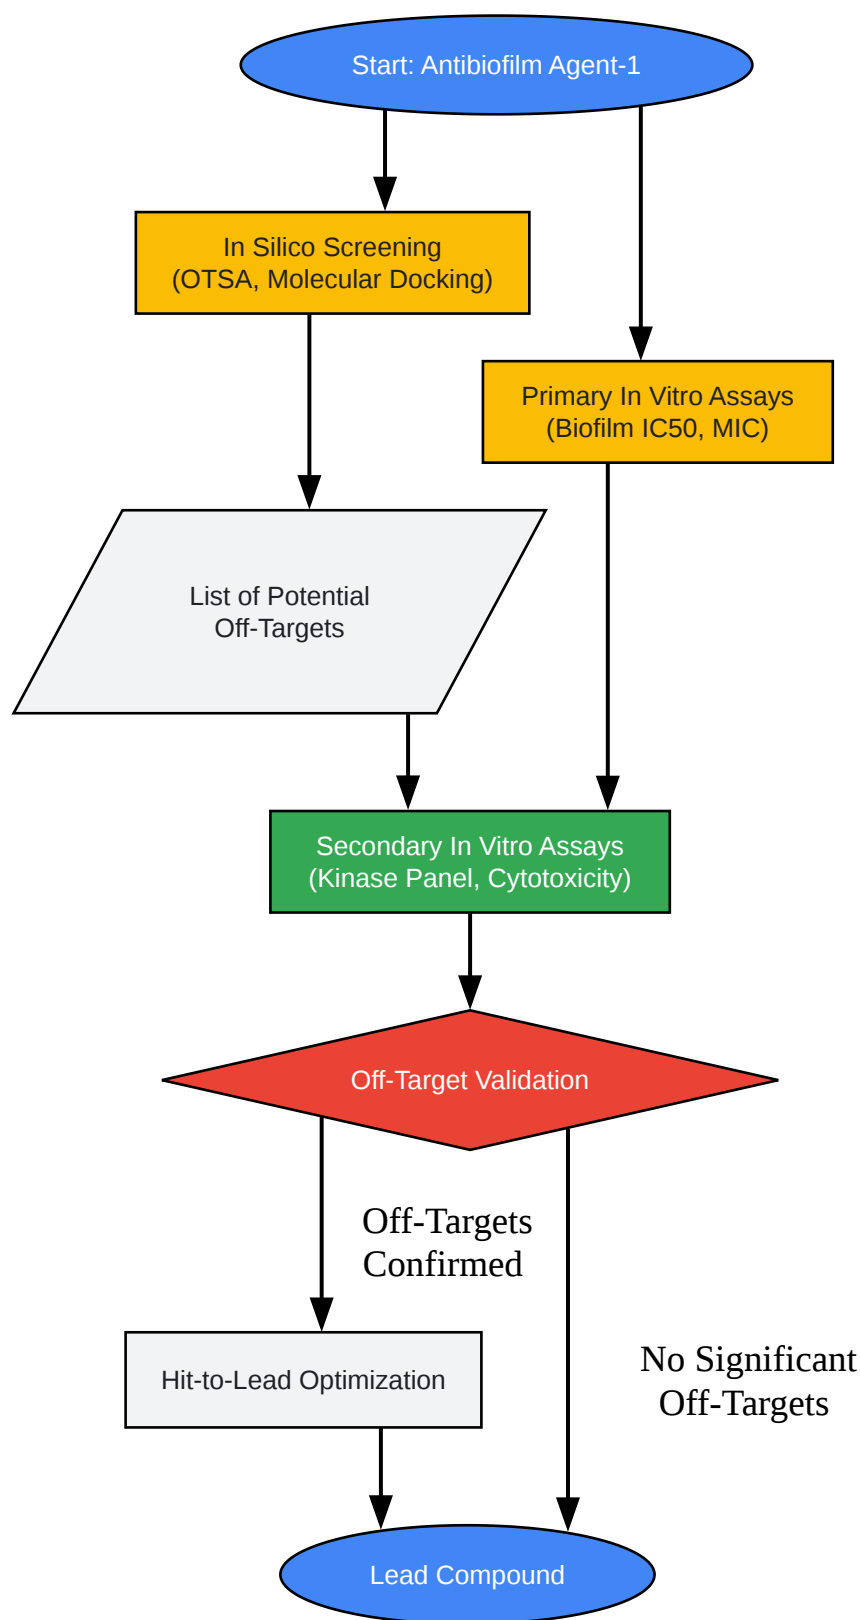 Start: Antibiofilm Agent-1
In Silico Screening
(OTSA, Molecular Docking)
Primary In Vitro Assays
(Biofilm IC50, MIC)
List of Potential
Off-Targets
Secondary In Vitro Assays
(Kinase Panel, Cytotoxicity)
Off-Target Validation
Off-Targets
Confirmed
No Significant
Off-Targets
Hit-to-Lead Optimization
Lead Compound